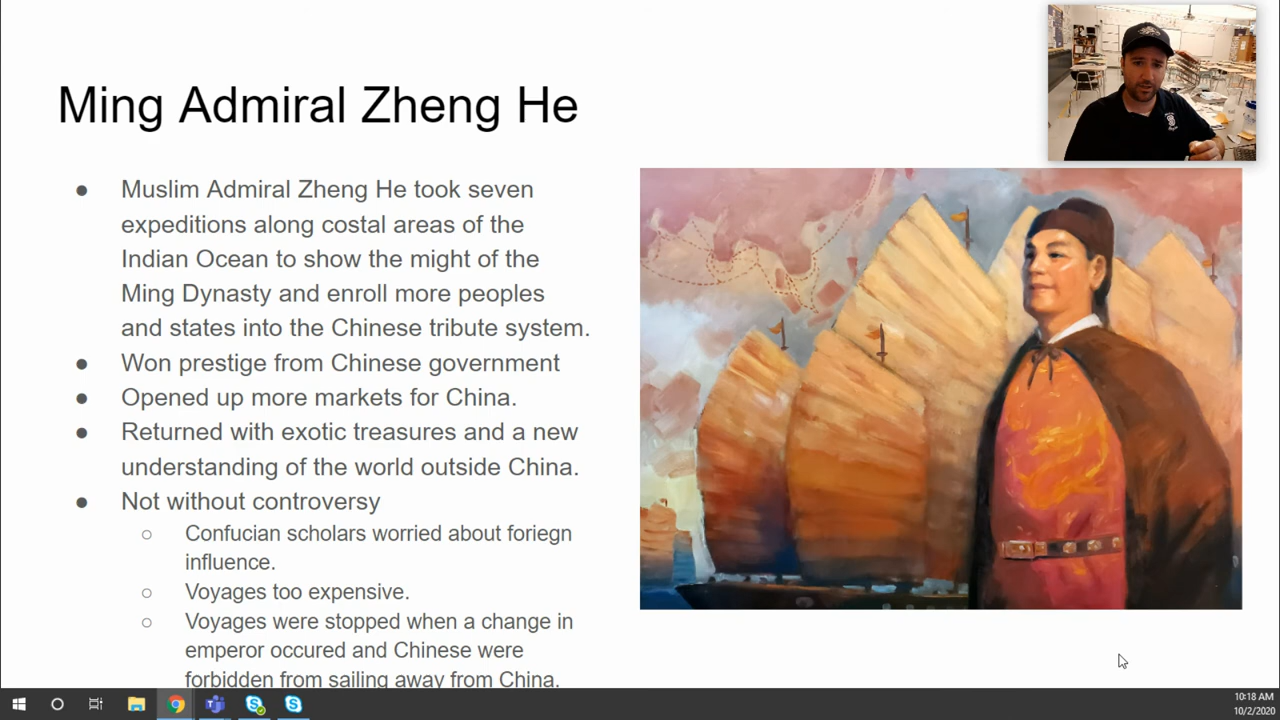 Ming Admiral Zheng He
● Muslim Admiral Zheng He took seven
expeditions along costal areas of the
Indian Ocean to show the might of the
Ming Dynasty and enroll more peoples
and states into the Chinese tribute system.
● Won prestige from Chinese government
● Opened up more markets for China.
● Returned with exotic treasures and a new
understanding of the world outside China.
● Not without controversy
○ Confucian scholars worried about foriegn
influence.
○ Voyages too expensive.
○ Voyages were stopped when a change in
emperor occured and Chinese were
forbidden from sailing away from China.
10:18 AM
10/2/2020